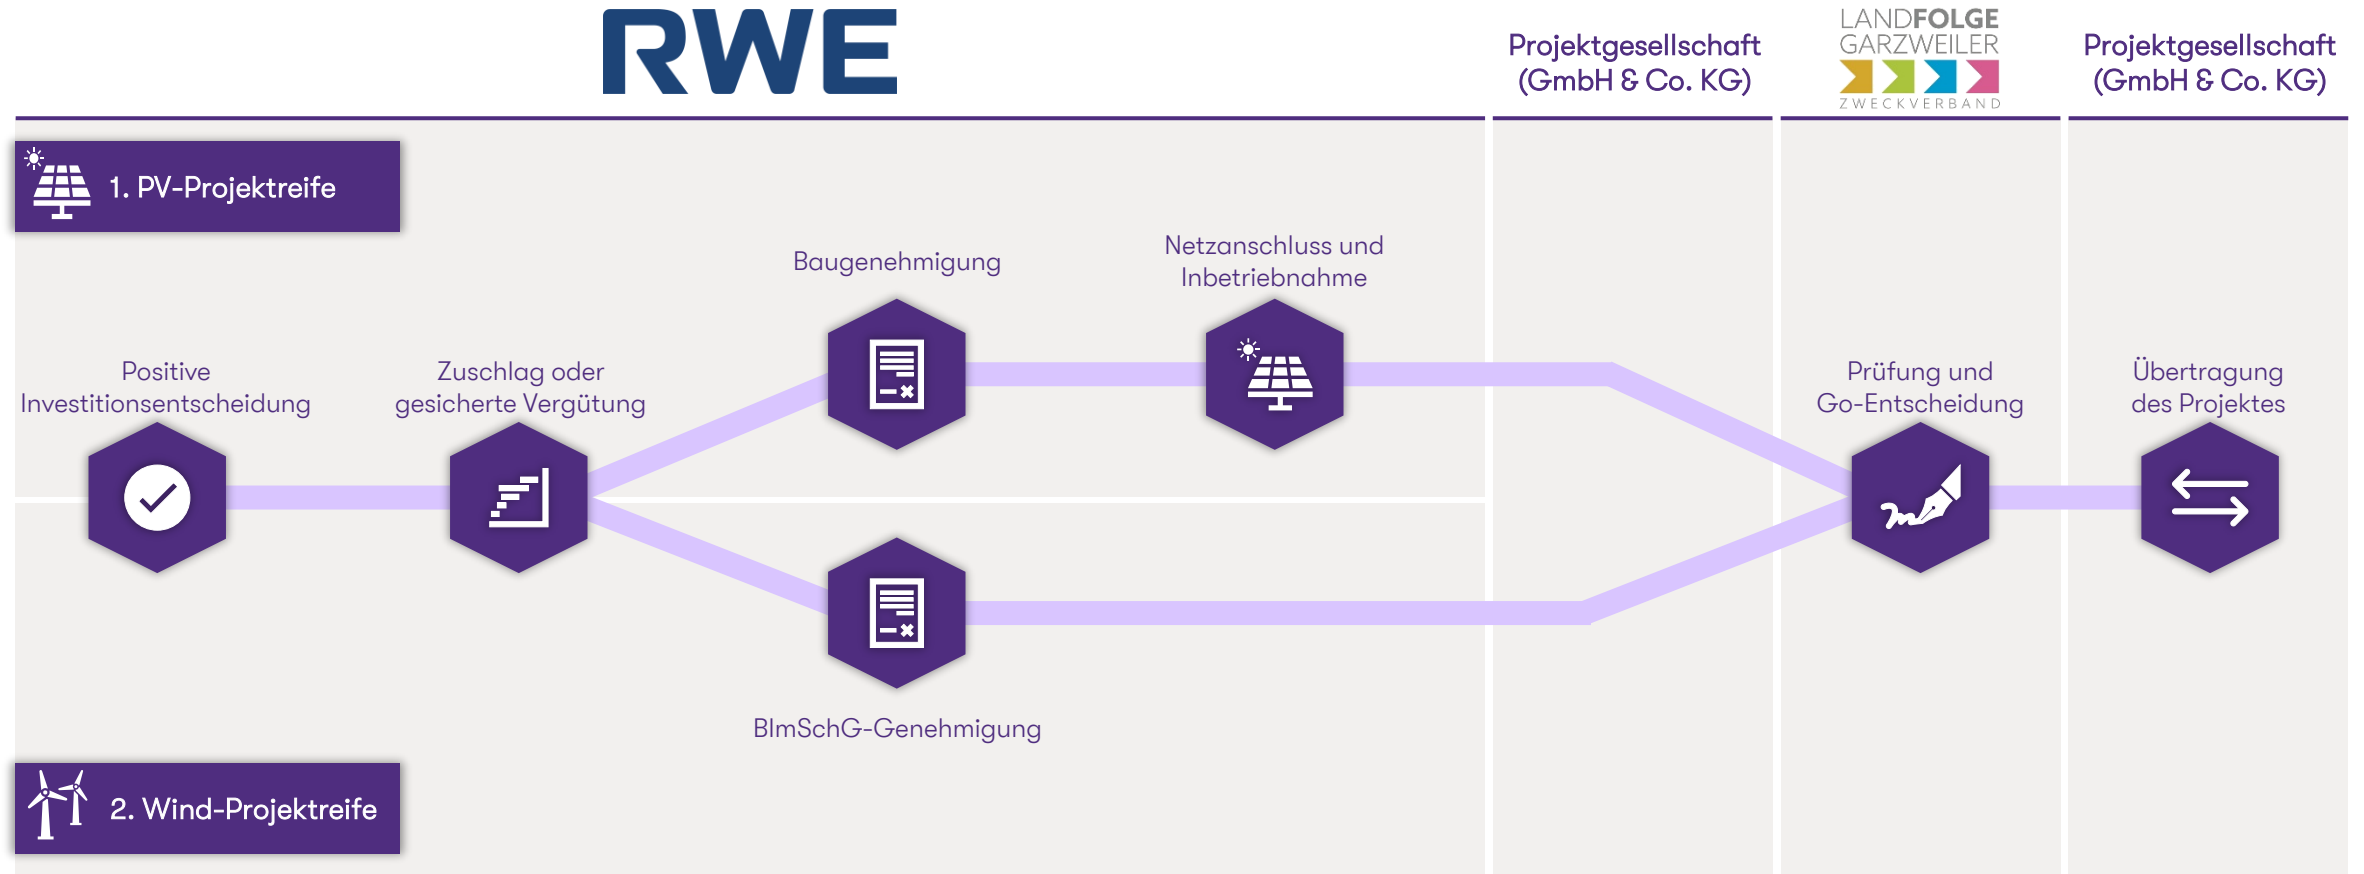 RWE
Projektgesellschaft
(GmbH & Co. KG)
LANDFOLGE
GARZWEILER
ZWECKVERBAND
Projektgesellschaft
(GmbH & Co. KG)
1. PV-Projektreife
Positive
Investitionsentscheidung
Zuschlag oder
gesicherte Vergütung
Baugenehmigung
Netzanschluss und
Inbetriebnahme
Prüfung und
Go-Entscheidung
Übertragung
des Projektes
BImSchG-Genehmigung
2. Wind-Projektreife